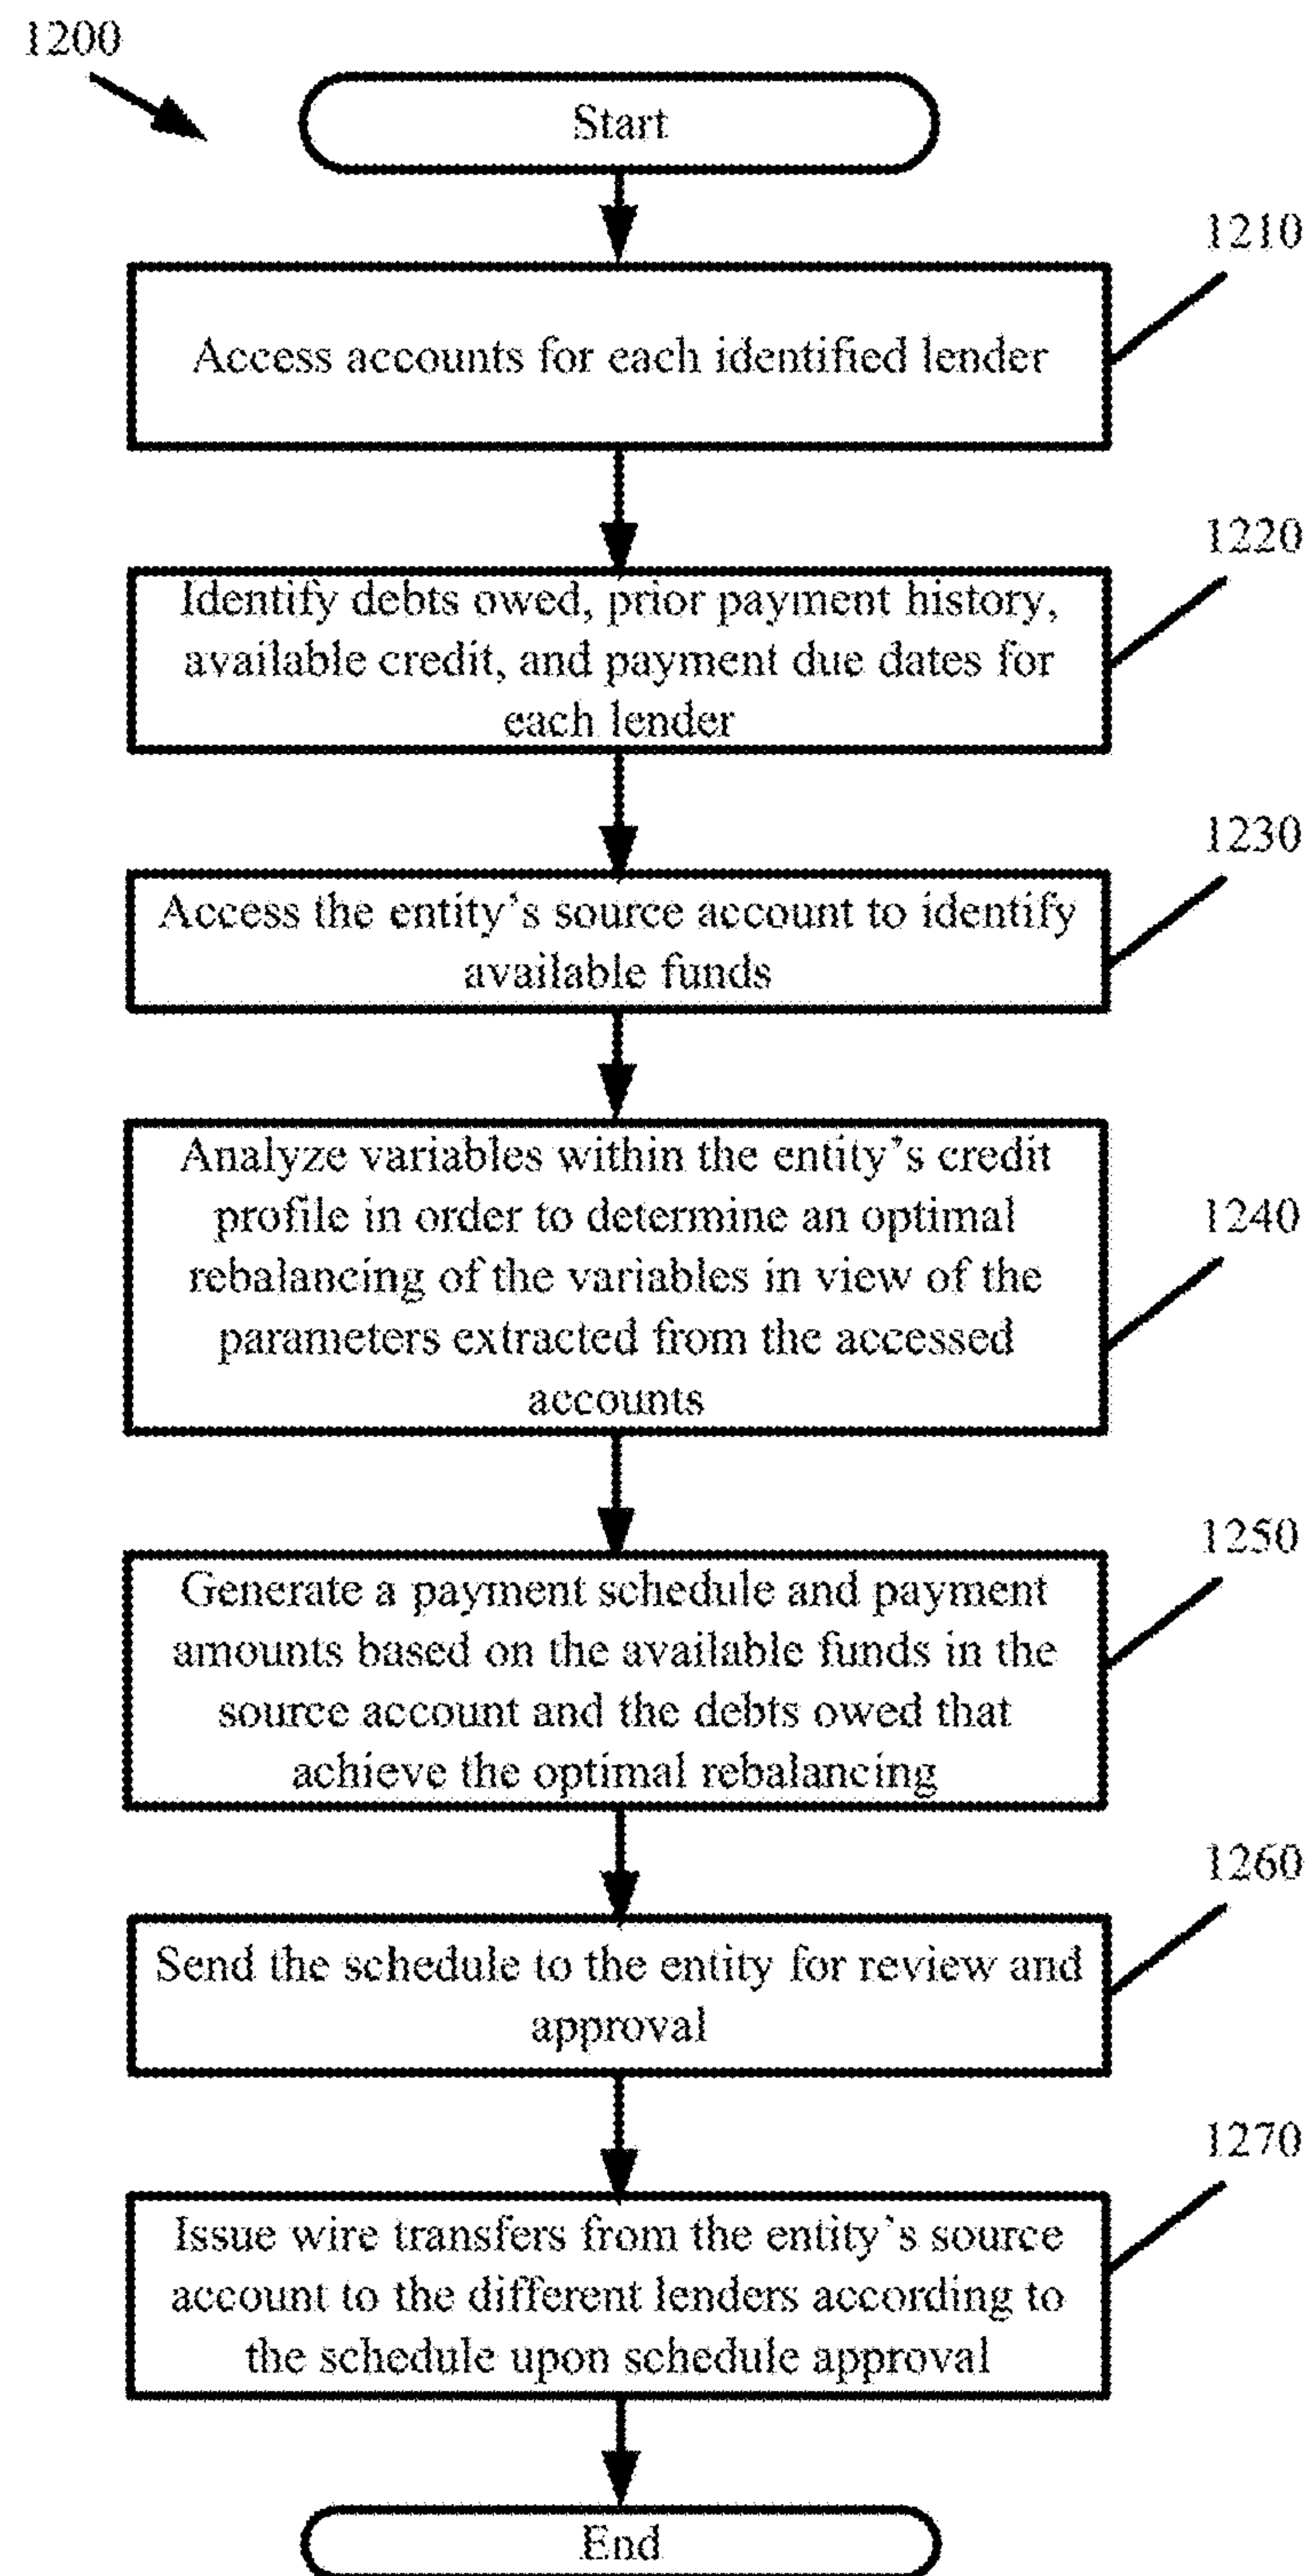 1200
Start
1210
Access accounts for each identified lender
1220
Identify debts owed, prior payment history,
available credit, and payment due dates for
each lender
1230
Access the entity's source account to identify
available funds
Analyze variables within the entity's credit
profile in order to determine an optimal
1240
rebalancing of the variables in view of the
parameters extracted from the accessed
accounts
1250
Generate a payment schedule and payment
amounts based on the available funds in the
source account and the debts owed that
achieve the optimal rebalancing
1260
Send the schedule to the entity for review and
approval
1270
Issue wire transfers from the entity's source
account to the different lenders according to
the schedule upon schedule approval
End